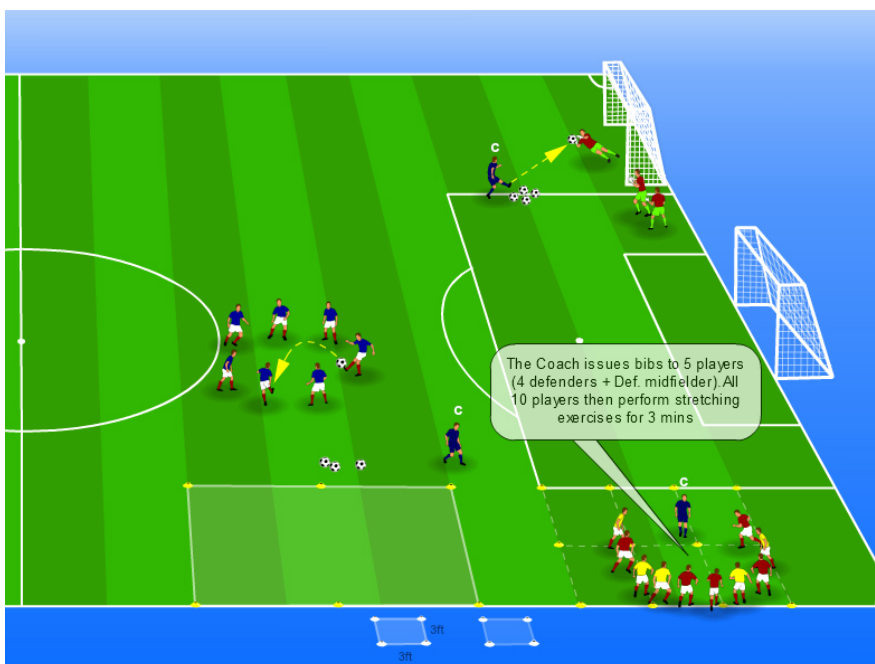 C
C
The Coach issues bibs to 5 players
(4 defenders + Def. midfielder).All
10 players then perform stretching
exercises for 3 mins
C
3ft
3ft